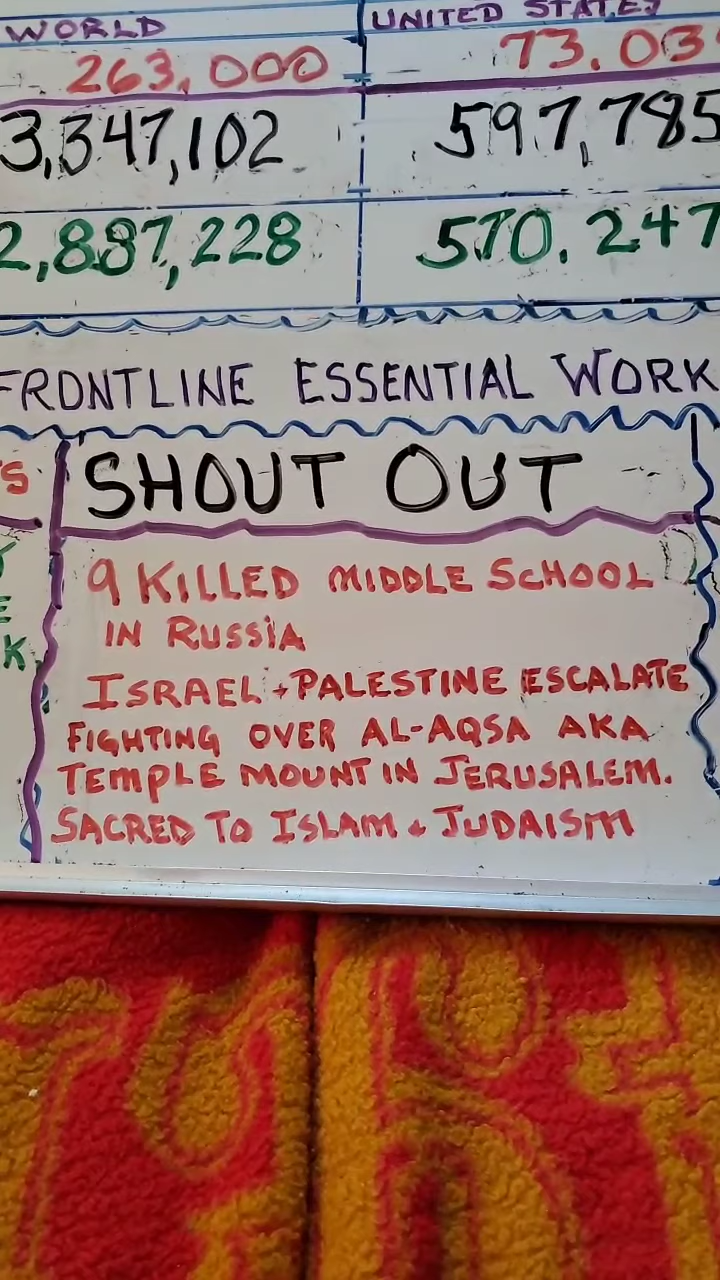 WORLD UNITED STATES
263,000 73.03
3,347,102 597,785
2,887,228 570.247
FRONTLINE ESSENTIAL WORK
S SHOUT OUT
9 KILLED MIDDLE SCHOOL
IN RUSSIA
E
K
ISRAEL + PALESTINE ESCALATE
FIGHTING OVER AL-AQSA AKA
TEMPLE MOUNT IN JERUSALEM.
SACRED TO ISLAM & JUDAISM